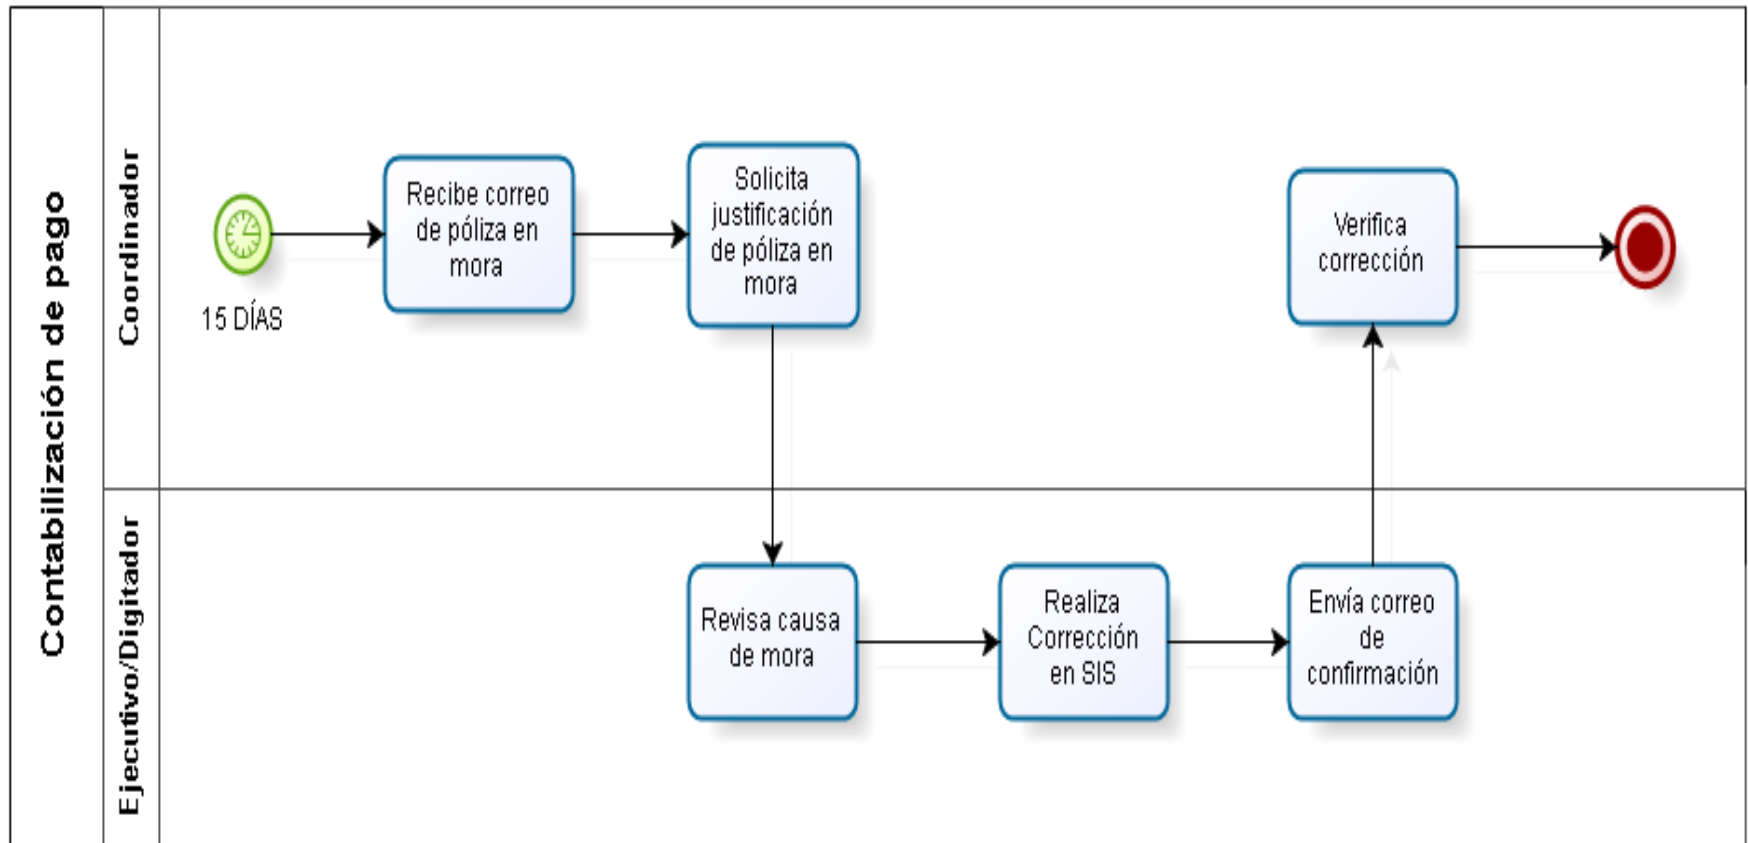 Contabilización de pago
Coordinador
15 DÍAS
Recibe correo
de póliza en
mora
Solicita
justificación
de póliza en
mora
Verifica
corrección
Ejecutivo/Digitador
Revisa causa
de mora
Realiza
Corrección
en SIS
Envía correo
de
confirmación